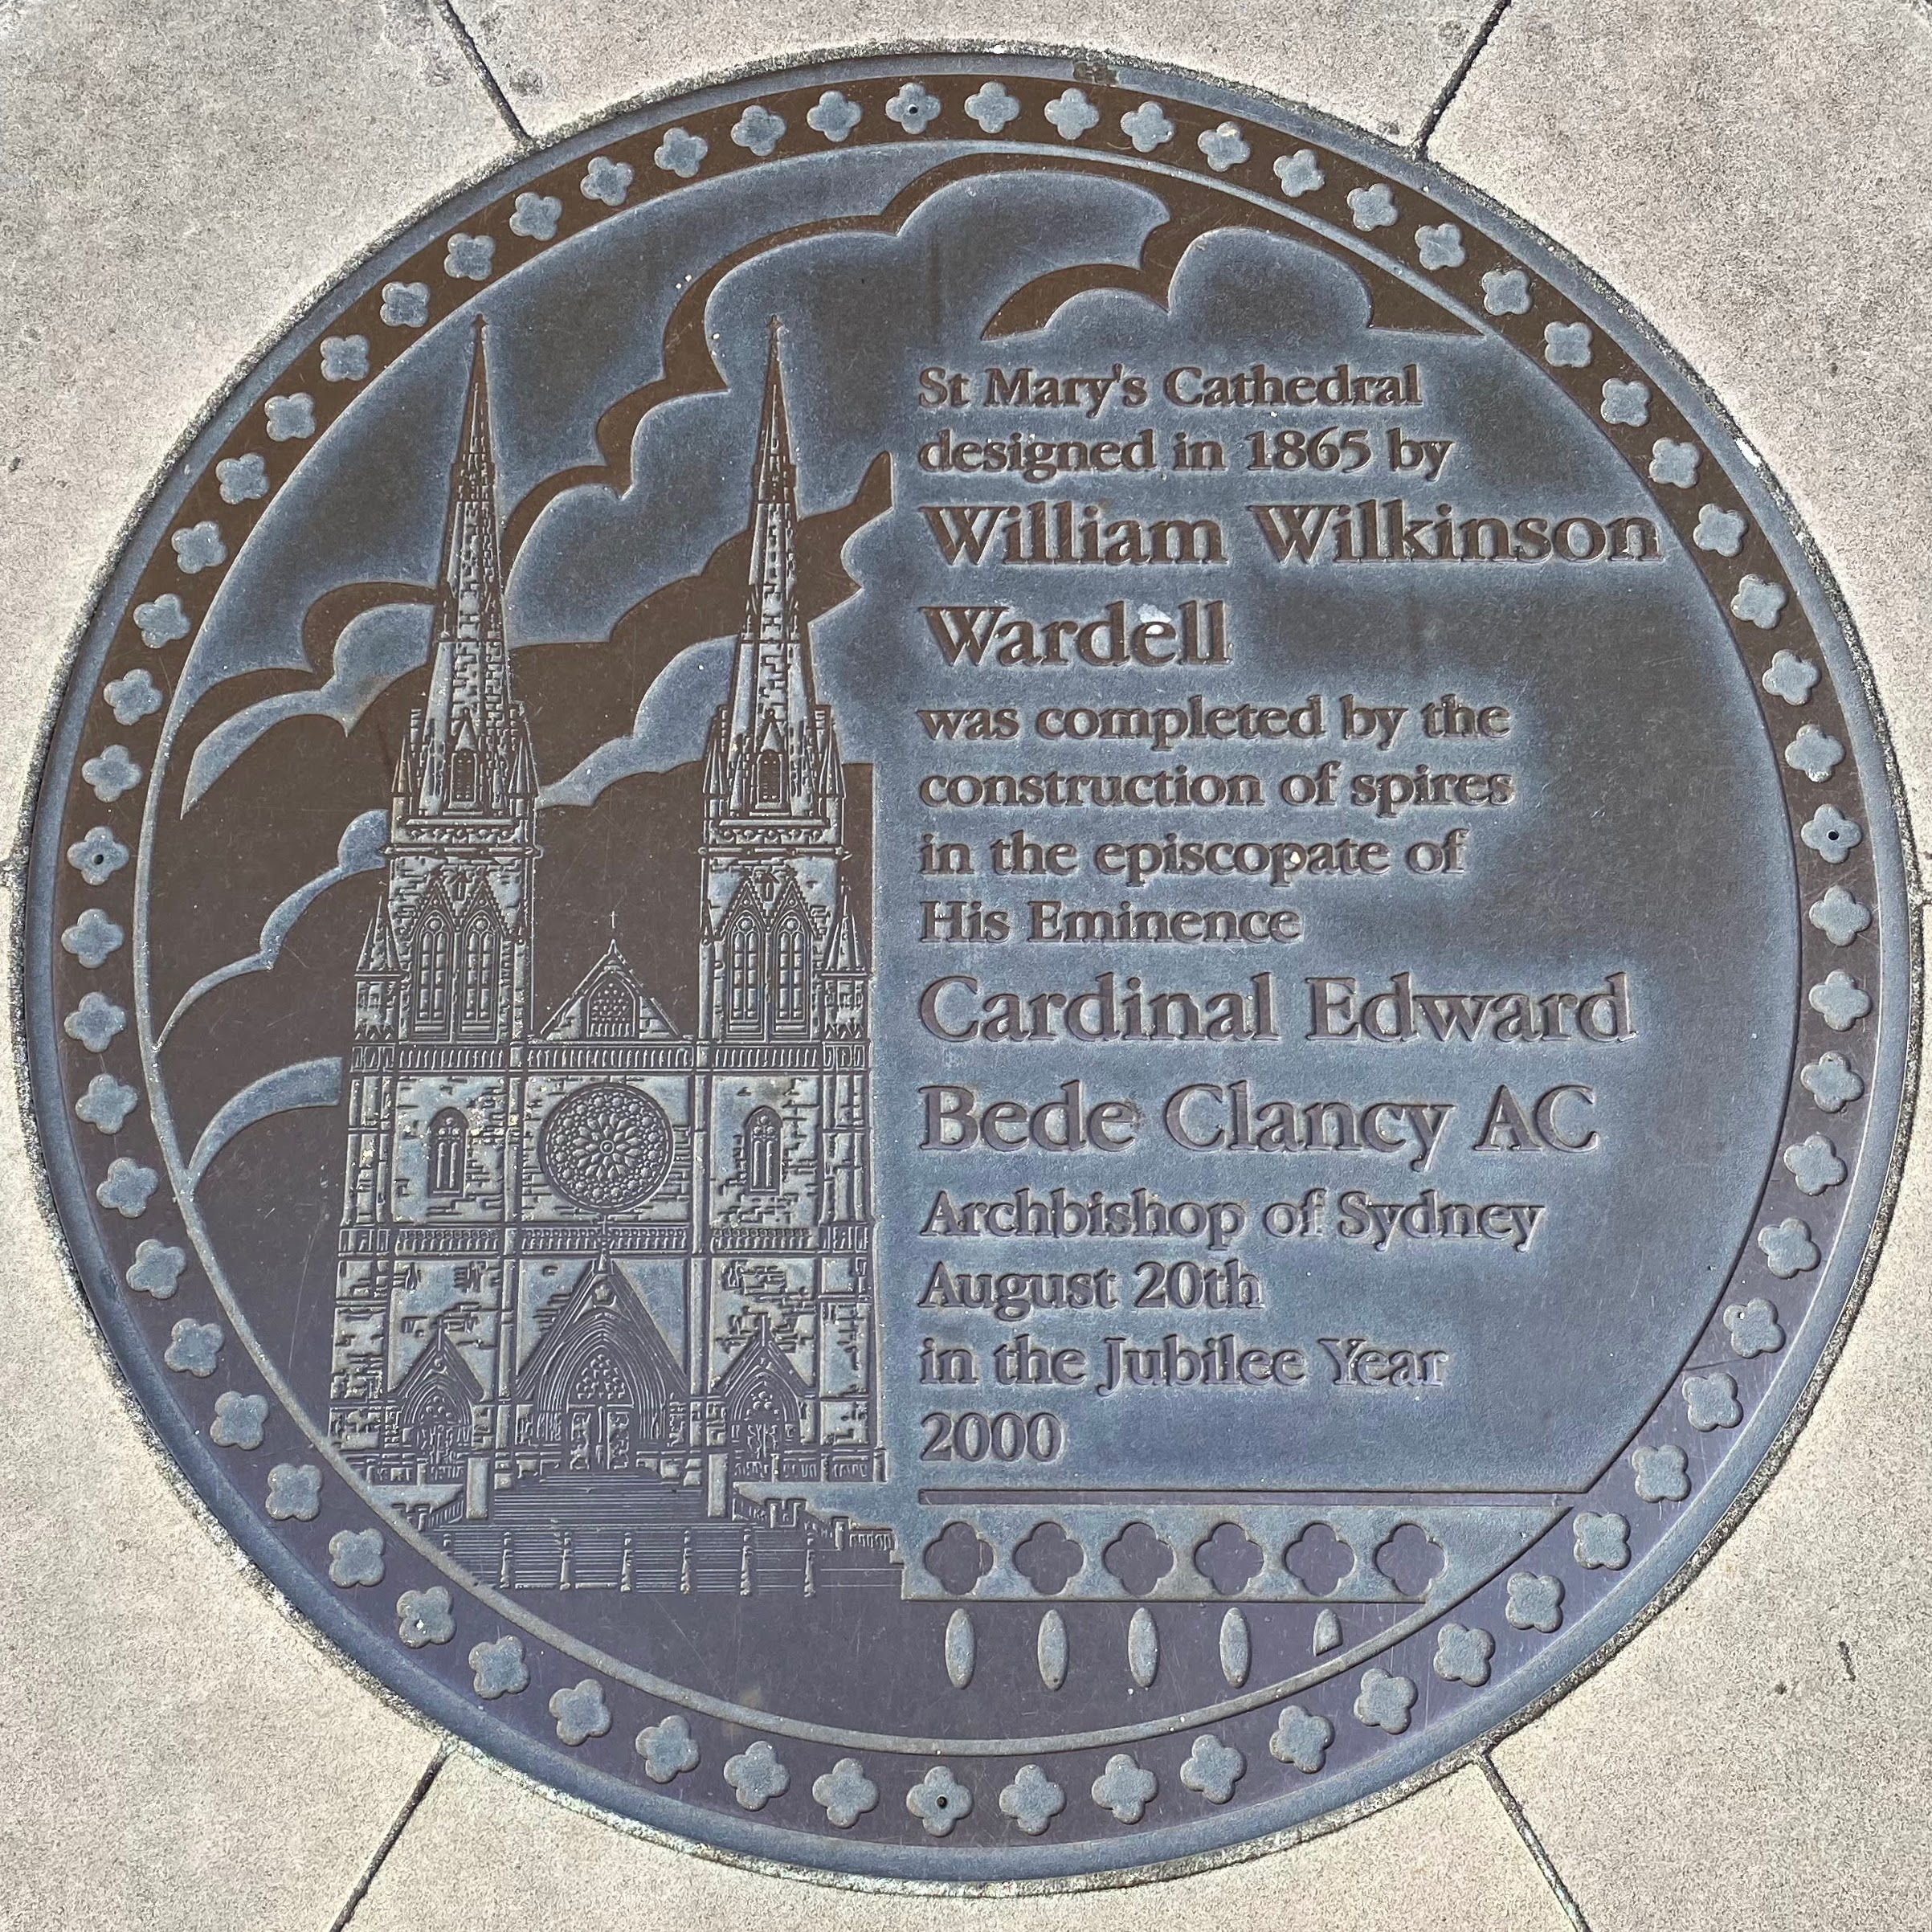 St Mary's Cathedral
designed in 1865 by
William Wilkinson
Wardell
was completed by the
construction of spires
in the episcopate of
His Eminence
Cardinal Edward
Bede Clancy AC
Archbishop of Sydney
August 20th
in the Jubilee Year
2000